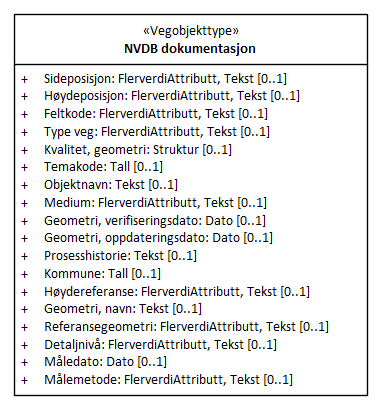 «Vegobjekttype»
NVDB dokumentasjon
+ Sideposisjon: FlerverdiAttributt, Tekst [0..1]
+ Høydeposisjon: FlerverdiAttributt, Tekst [0..1]
+ Feltkode: FlerverdiAttributt, Tekst [0..1]
+ Type veg: FlerverdiAttributt, Tekst [0..1]
+ Kvalitet, geometri: Struktur [0..1]
+ Temakode: Tall [0..1]
+ Objektnavn: Tekst [0..1]
+ Medium: FlerverdiAttributt, Tekst [0..1]
+ Geometri, verifiseringsdato: Dato [0..1]
+ Geometri, oppdateringsdato: Dato [0..1]
+ Prosesshistorie: Tekst [0..1]
+ Kommune: Tall [0..1]
+ Høydereferanse: FlerverdiAttributt, Tekst [0..1]
+ Geometri, navn: Tekst [0..1]
+ Referansegeometri: FlerverdiAttributt, Tekst [0..1]
+ Detaljnivå: FlerverdiAttributt, Tekst [0..1]
+ Måledato: Dato [0..1]
+ Målemetode: FlerverdiAttributt, Tekst [0..1]